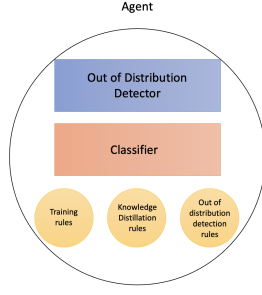 Agent
Out of Distribution
Detector
Classifier
Training
rules
Knowledge
Distillation
rules
Out of
distribution
detection
rules